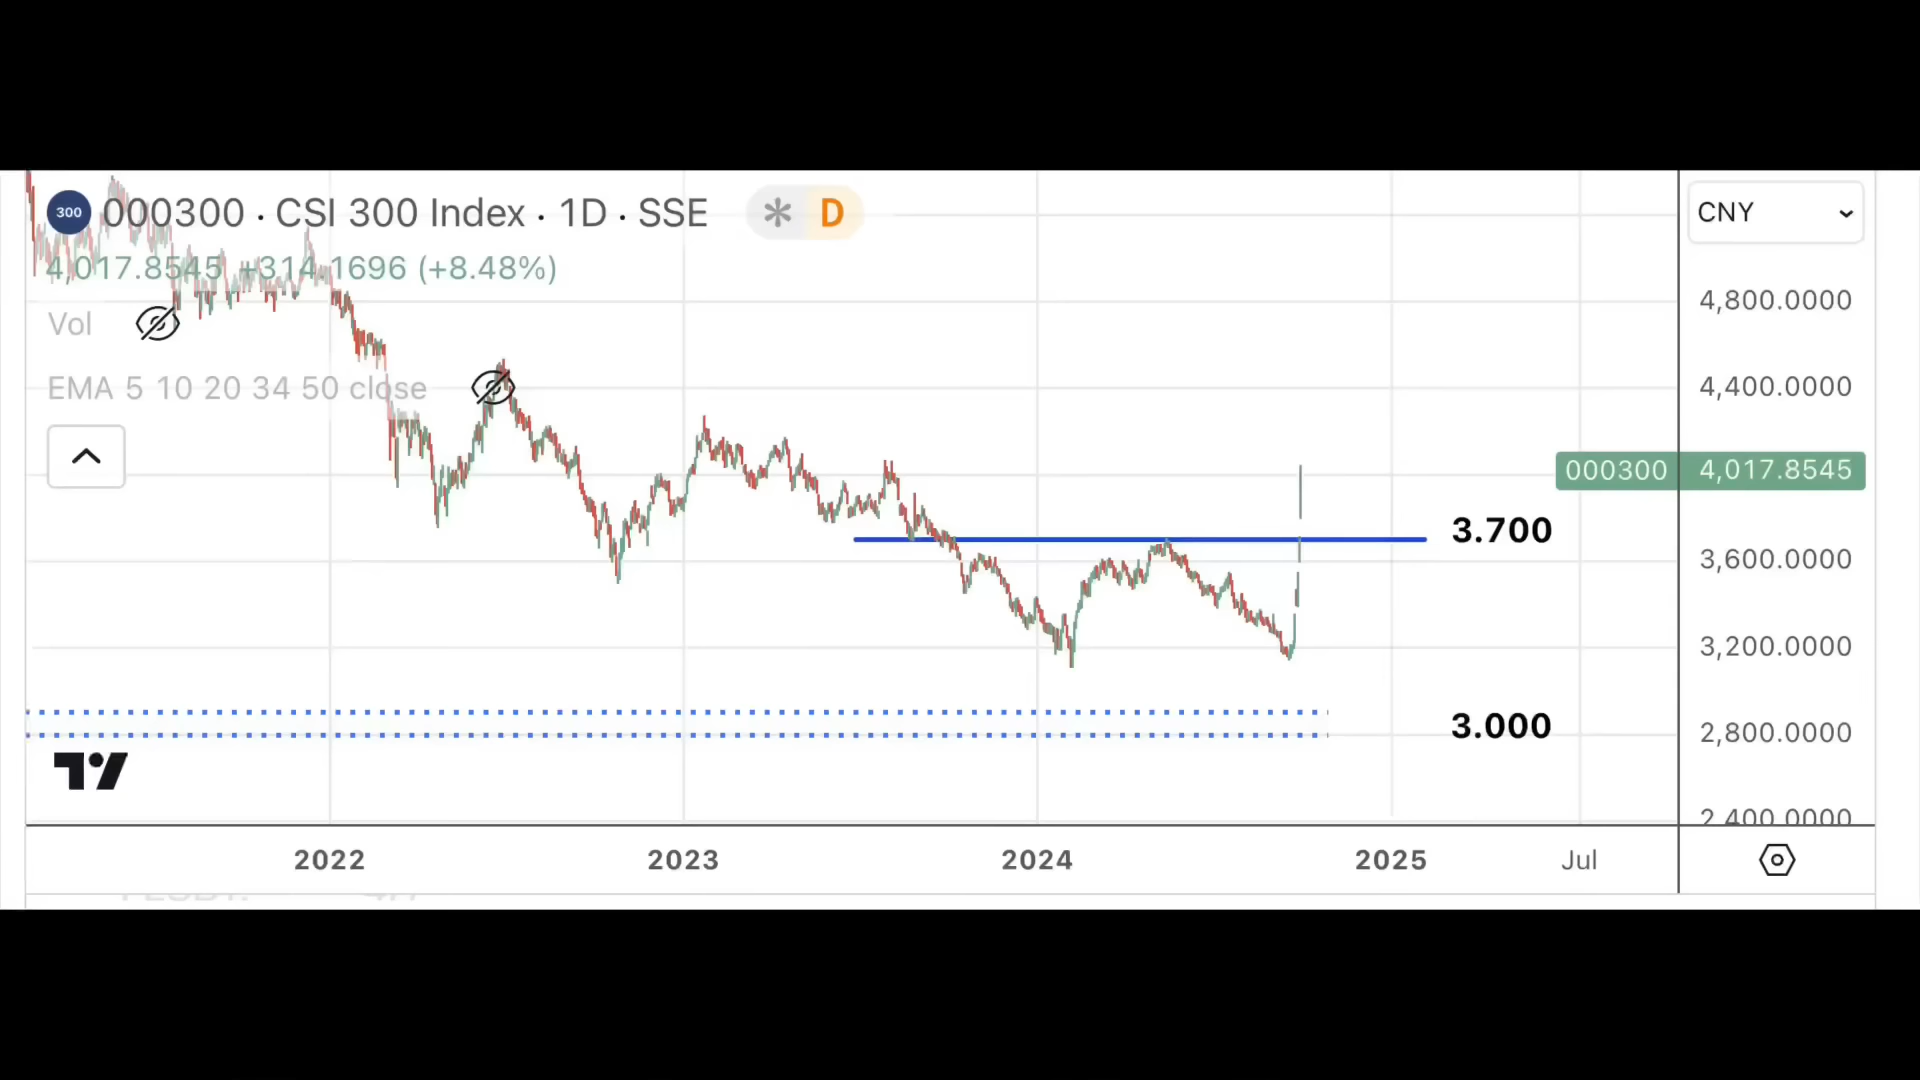 300 000300 · CSI 300 Index · 1D · SSE * D
CNY
4,017.8545 +314.1696 (+8.48%)
4,800.0000
Vol
EMA 5 10 20 34 50 close
4,400.0000
000300 4,017.8545
3.700
3,600.0000
3,200.0000
3.000
2,800.0000
2,400.0000
2022 2023 2024 2025 Jul